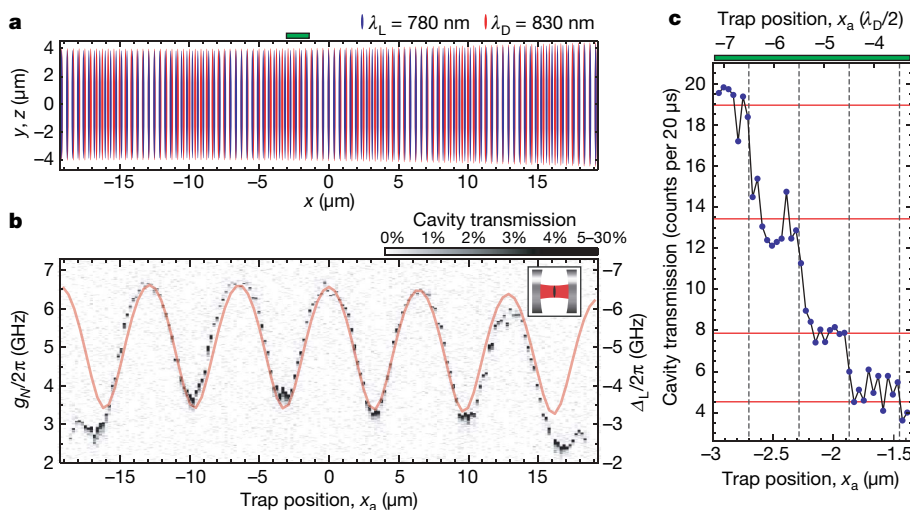 a
λL = 780 nm λD = 830 nm
y, z (μm)
4
2
0
−2
−4
−15 −10 −5 0 5 10 15
x (μm)
b
Cavity transmission
0% 1% 2% 3% 4% 5–30%
gN/2π (GHz)
7
6
5
4
3
2
−7
−6
−5
−4
−3
−2
ΔL/2π (GHz)
−15 −10 −5 0 5 10 15
Trap position, xa (μm)
c
Trap position, xa (λD/2)
−7 −6 −5 −4
Cavity transmission (counts per 20 μs)
20
18
16
14
12
10
8
6
4
−3 −2.5 −2 −1.5
Trap position, xa (μm)